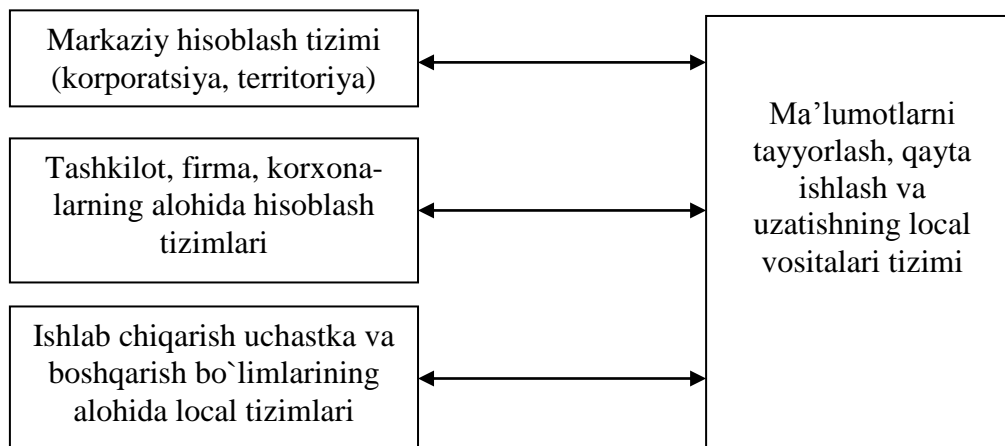 Markaziy hisoblash tizimi
(korporatsiya, territoriya)
Tashkilot, firma, korxona-
larning alohida hisoblash
tizimlari
Ishlab chiqarish uchastka va
boshqarish bo`limlarining
alohida local tizimlari
Ma’lumotlarni
tayyorlash, qayta
ishlash va
uzatishning local
vositalari tizimi